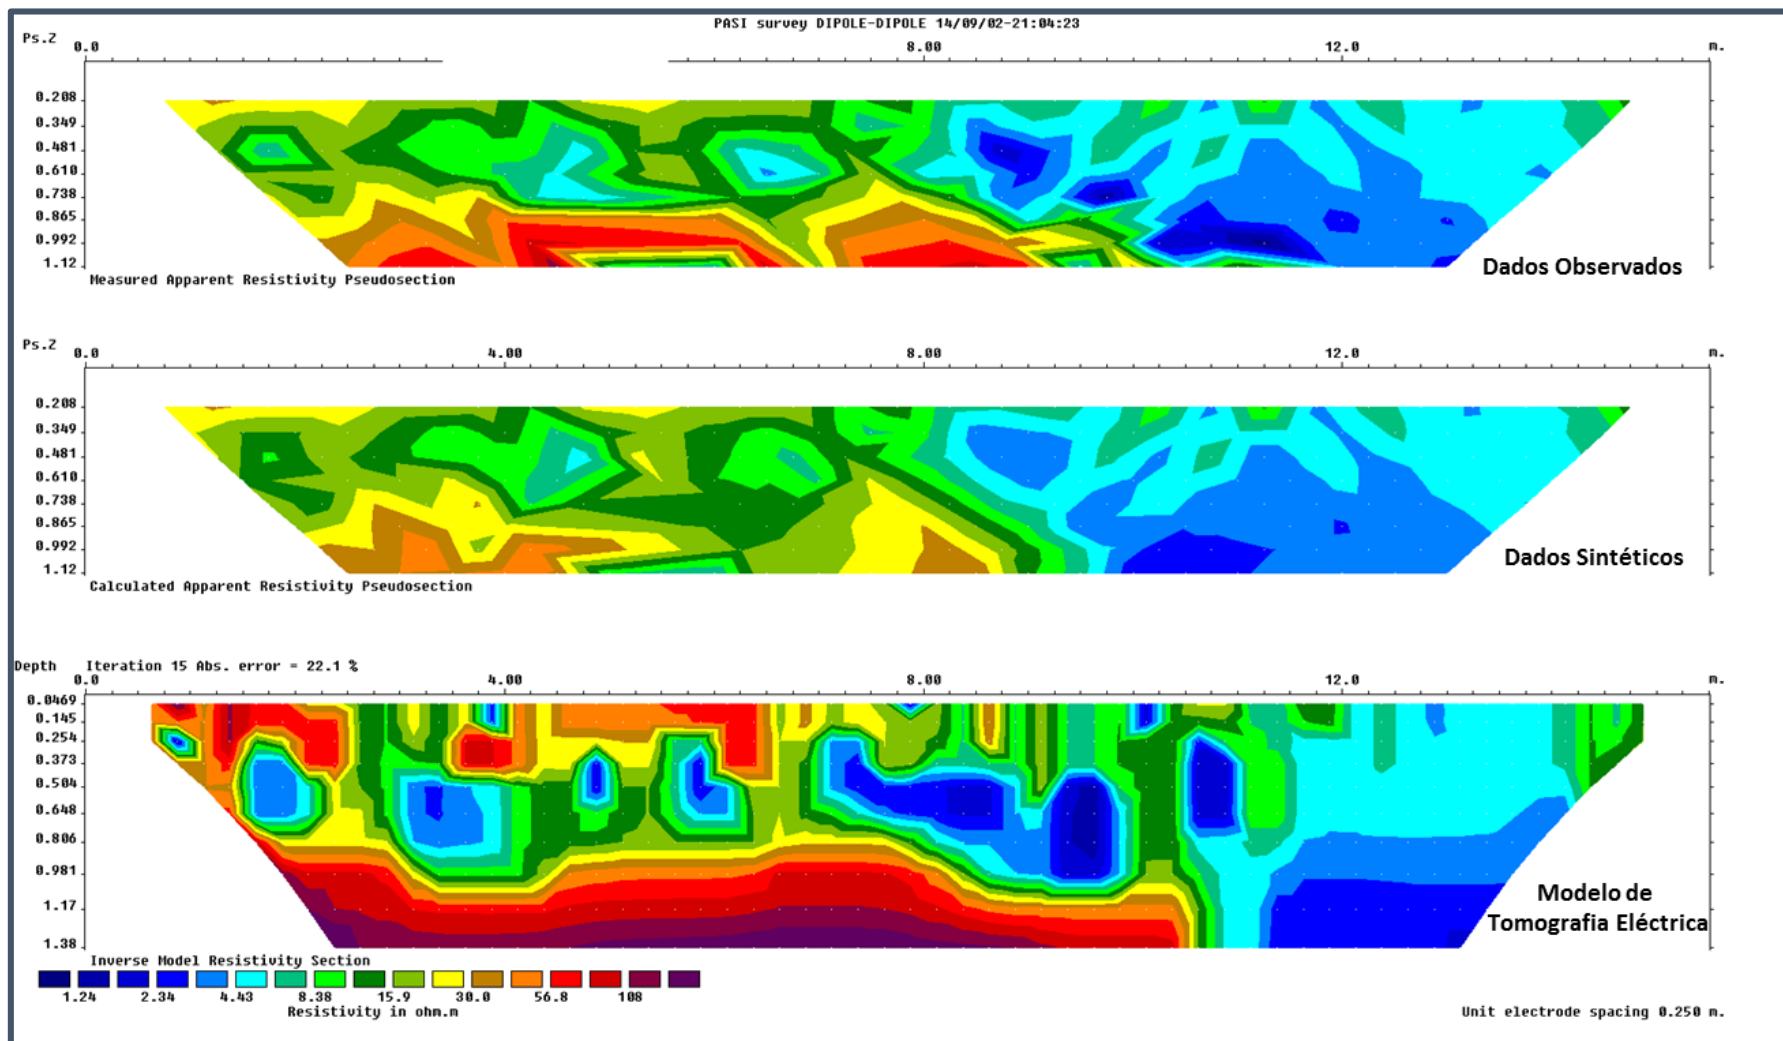 PASI survey DIPOLE-DIPOLE 14/09/02-21:04:23
Ps.Z 0.0 8.00 12.0 m.
0.208
0.349
0.481
0.610
0.738
0.865
0.992
1.12
Measured Apparent Resistivity Pseudosection
Dados Observados
Ps.Z 0.0 4.00 8.00 12.0 m.
0.208
0.349
0.481
0.610
0.738
0.865
0.992
1.12
Calculated Apparent Resistivity Pseudosection
Dados Sintéticos
Depth Iteration 15 Abs. error = 22.1 %
0.0 4.00 8.00 12.0 m.
0.0469
0.145
0.254
0.373
0.504
0.648
0.806
0.981
1.17
1.38
Modelo de
Tomografia Eléctrica
Inverse Model Resistivity Section
1.24 2.34 4.43 8.38 15.9 30.0 56.8 108
Resistivity in ohm.m
Unit electrode spacing 0.250 m.